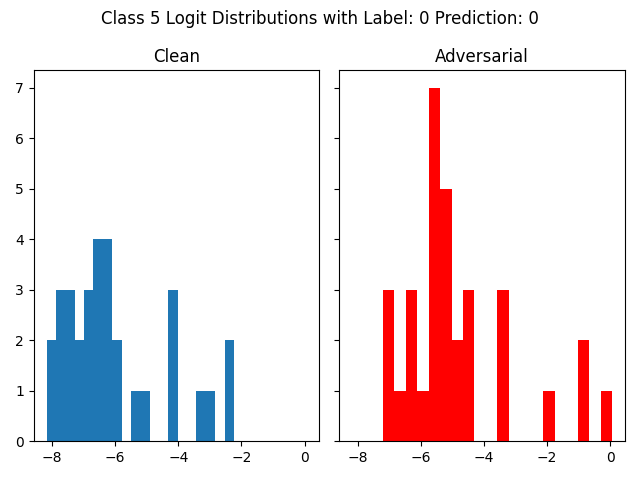 Class 5 Logit Distributions with Label: 0 Prediction: 0
Clean
Adversarial
7
6
5
4
3
2
1
0
−8 −6 −4 −2 0
−8 −6 −4 −2 0